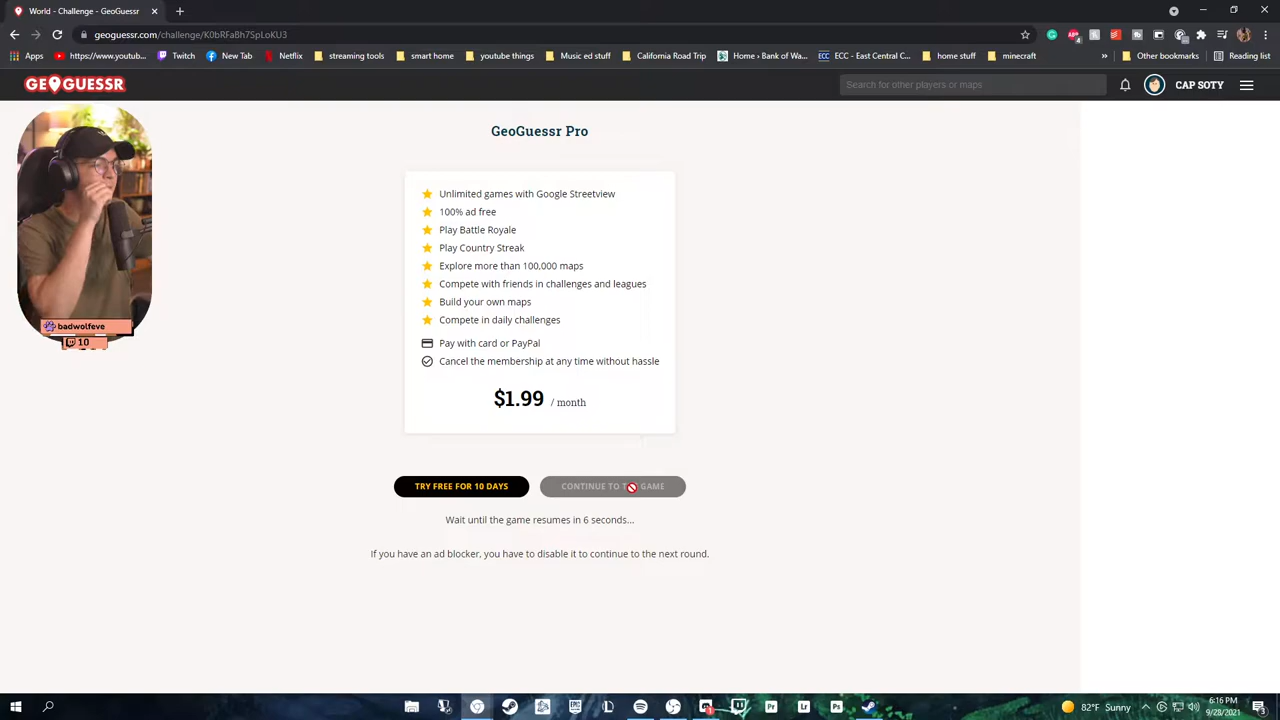 World - Challenge - GeoGuessr
geoguessr.com/challenge/K0bRFaBh7SpLoKU3
Apps
https://www.youtub...
Twitch
New Tab
Netflix
streaming tools
smart home
youtube things
Music ed stuff
California Road Trip
Home › Bank of Wa...
ECC - East Central C...
home stuff
minecraft
»
Other bookmarks
Reading list
GEOGUESSR
Search for other players or maps
CAP SOTY
GeoGuessr Pro
Unlimited games with Google Streetview
100% ad free
Play Battle Royale
Play Country Streak
Explore more than 100,000 maps
Compete with friends in challenges and leagues
Build your own maps
Compete in daily challenges
Pay with card or PayPal
Cancel the membership at any time without hassle
$1.99 / month
badwolfeve
10
TRY FREE FOR 10 DAYS
CONTINUE TO THE GAME
Wait until the game resumes in 6 seconds...
If you have an ad blocker, you have to disable it to continue to the next round.
Pr
Lr
Ps
82°F Sunny
6:16 PM
9/28/2021